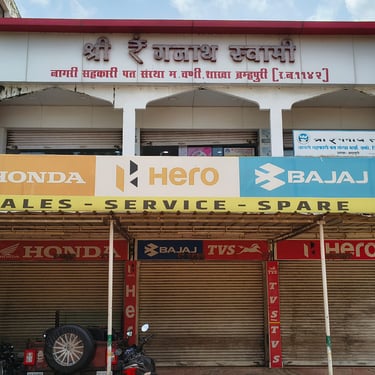 श्री रंगनाथ स्वामी
नागरी सहकारी पत संस्था म. वणी, शाखा ब्रम्हपुरी [र.न.११४२]
HONDA
Hero
BAJAJ
SALES - SERVICE - SPARE
HONDA
BAJAJ
TVS
Hero
TVS
TVS